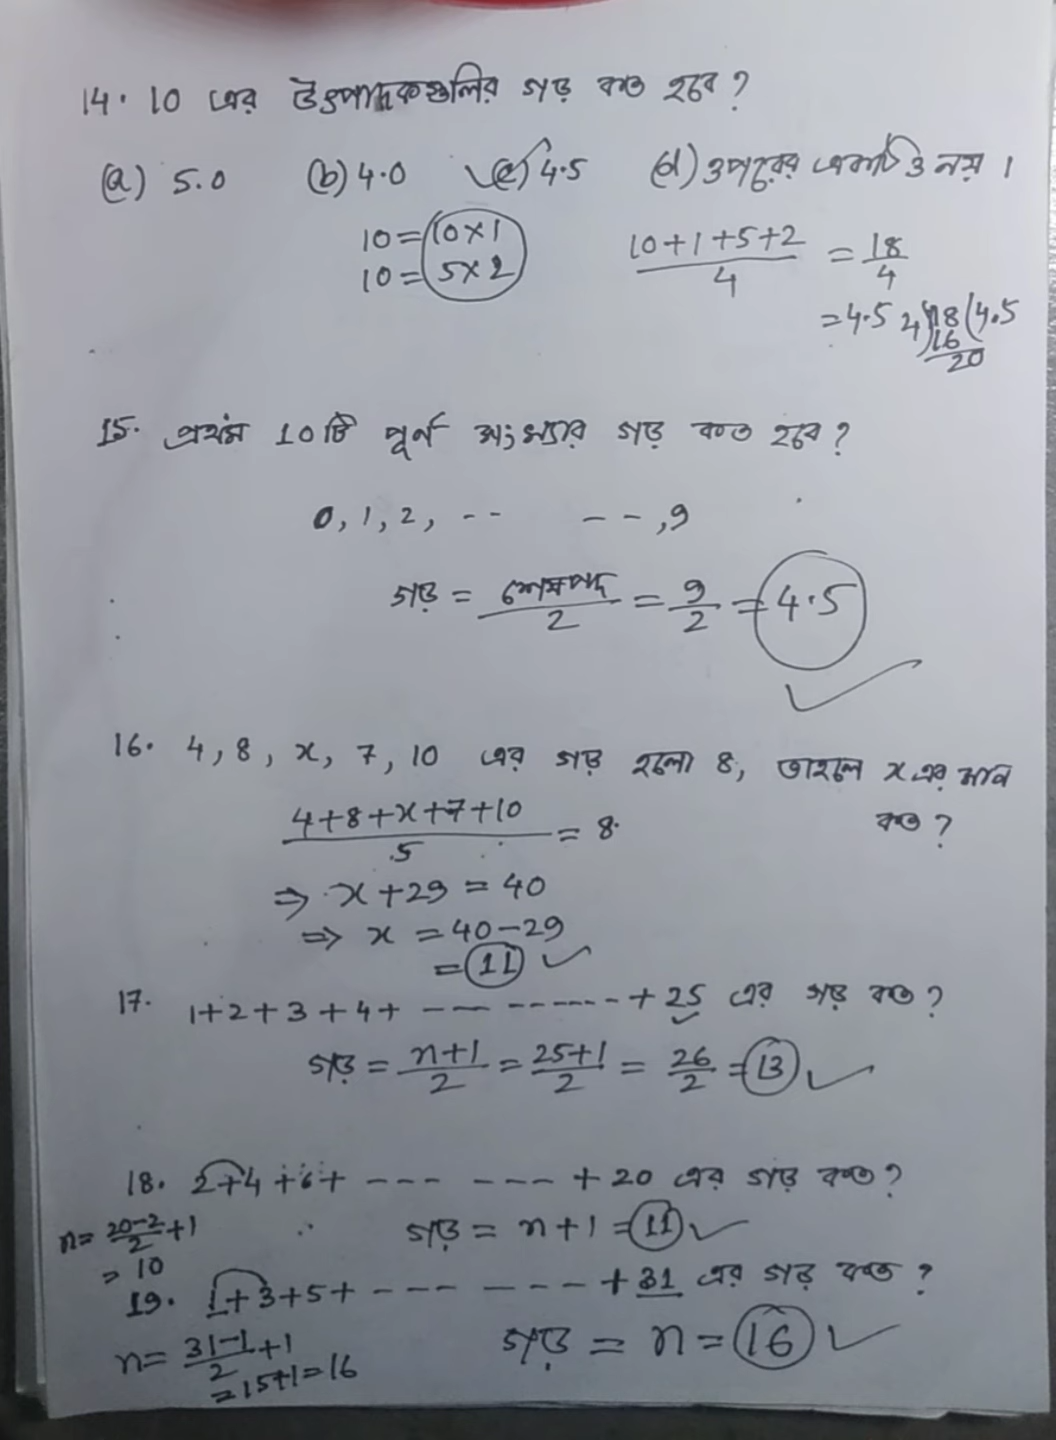 14. 10 এর উৎপাদকগুলির গড় কত হবে?
(a) 5.0 (b) 4.0 (c) 4.5 (d) ওপরের একটিও নয়।
10 = 10×1
10 = 5×2
10+1+5+2/4 = 18/4
= 4.5 4)18(4.5
16
20
15. প্রথম 10টি পূর্ণ সংখ্যার গড় কত হবে?
0, 1, 2, -- --, 9
গড় = শেষপদ/2 = 9/2 = 4.5
16. 4, 8, x, 7, 10 এর গড় হলো 8, তাহলে x এর মান
কত?
4+8+x+7+10/5 = 8
⇒ x+29 = 40
⇒ x = 40-29
= 11
17. 1+2+3+4+ --- ------ + 25 এর গড় কত?
গড় = n+1/2 = 25+1/2 = 26/2 = 13
18. 2+4+6+ --- --- + 20 এর গড় কত?
n = 20-2/2 +1
= 10
গড় = n+1 = 11
19. 1+3+5+ --- --- + 31 এর গড় কত?
n = 31-1/2 +1
= 15+1 = 16
গড় = n = 16